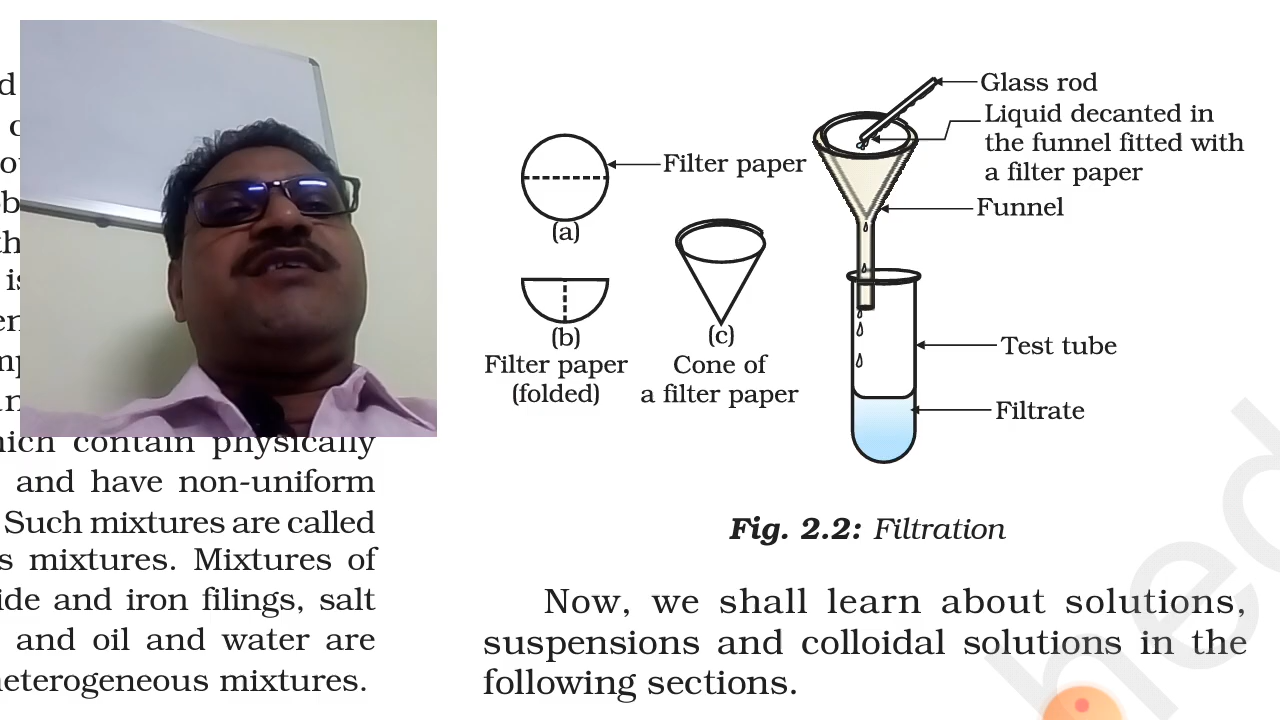 which contain physically
and have non-uniform
Such mixtures are called
mixtures. Mixtures of
and iron filings, salt
and oil and water are
heterogeneous mixtures.
Filter paper
(a)
(b)
Filter paper
(folded)
(c)
Cone of
a filter paper
Glass rod
Liquid decanted in
the funnel fitted with
a filter paper
Funnel
Test tube
Filtrate
Fig. 2.2: Filtration
Now, we shall learn about solutions,
suspensions and colloidal solutions in the
following sections.